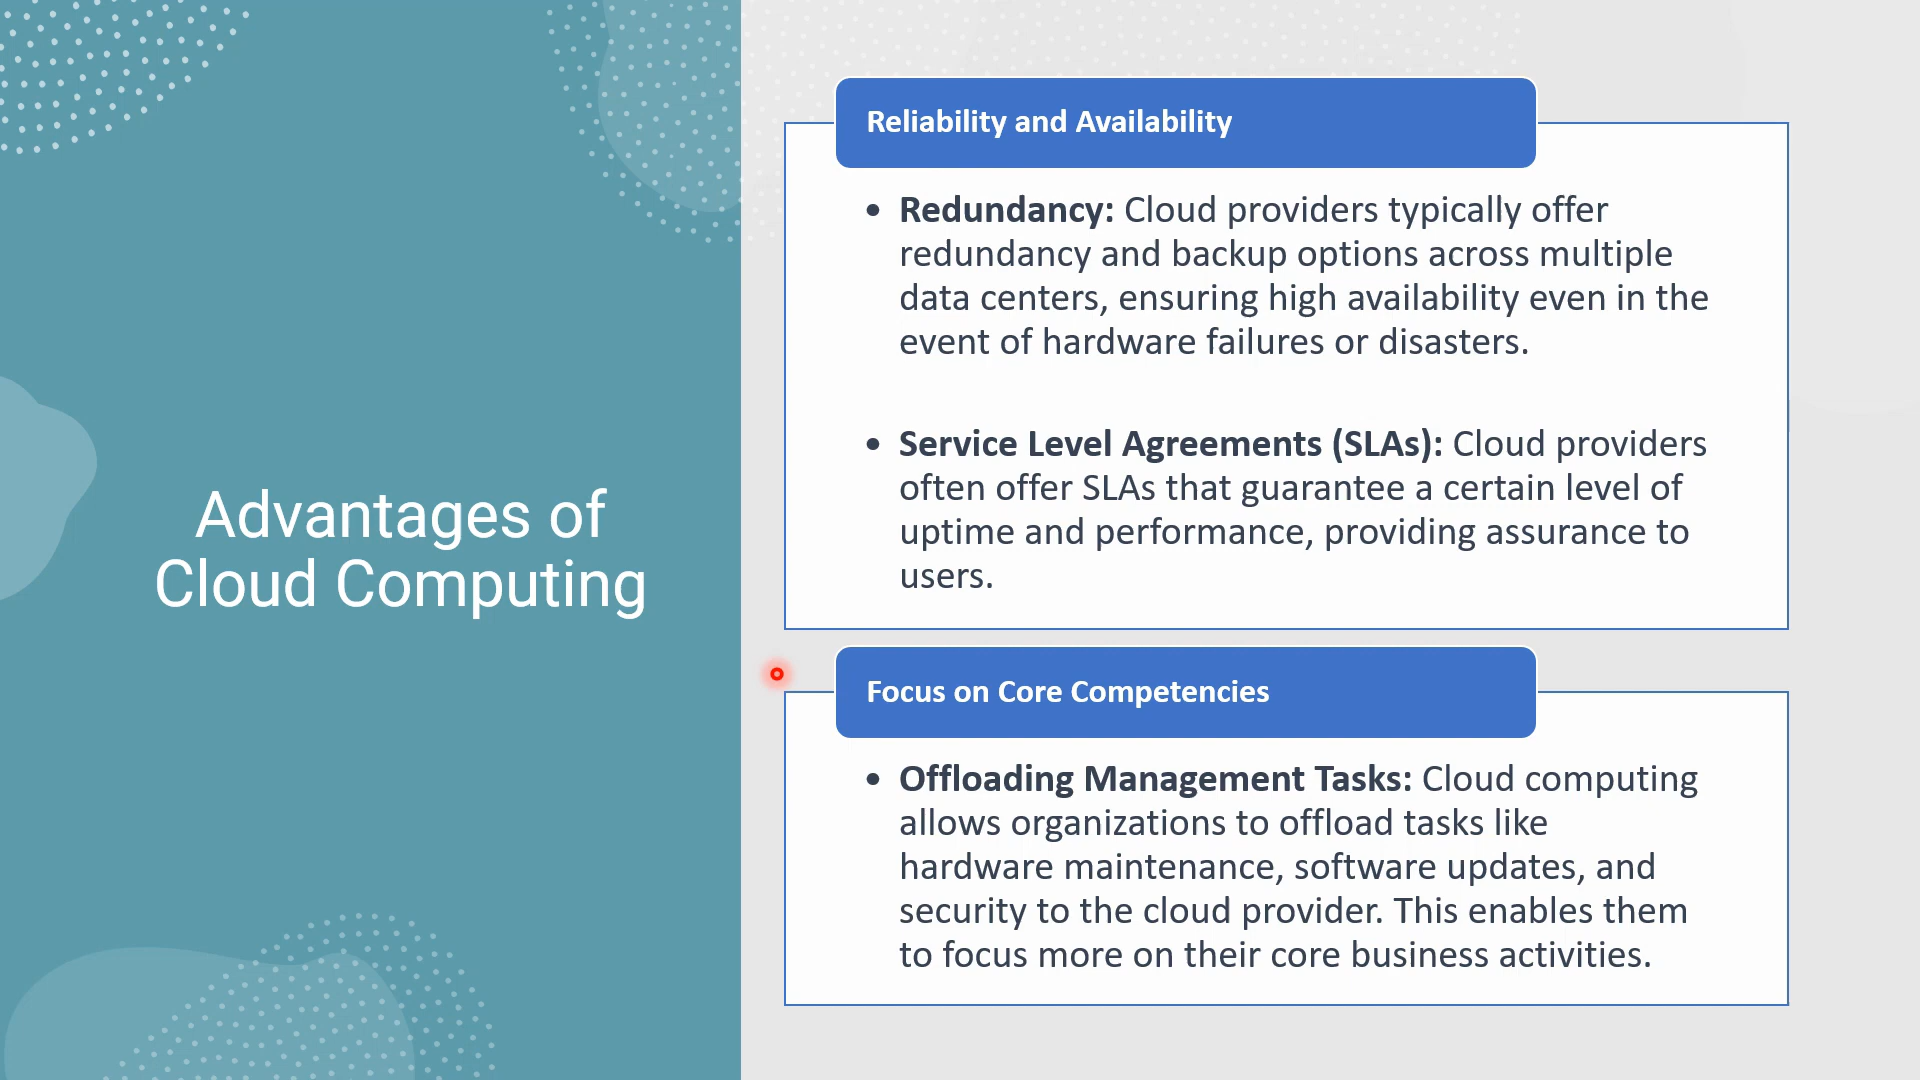 Advantages of
Cloud Computing
Reliability and Availability
• Redundancy: Cloud providers typically offer
redundancy and backup options across multiple
data centers, ensuring high availability even in the
event of hardware failures or disasters.
• Service Level Agreements (SLAs): Cloud providers
often offer SLAs that guarantee a certain level of
uptime and performance, providing assurance to
users.
Focus on Core Competencies
• Offloading Management Tasks: Cloud computing
allows organizations to offload tasks like
hardware maintenance, software updates, and
security to the cloud provider. This enables them
to focus more on their core business activities.